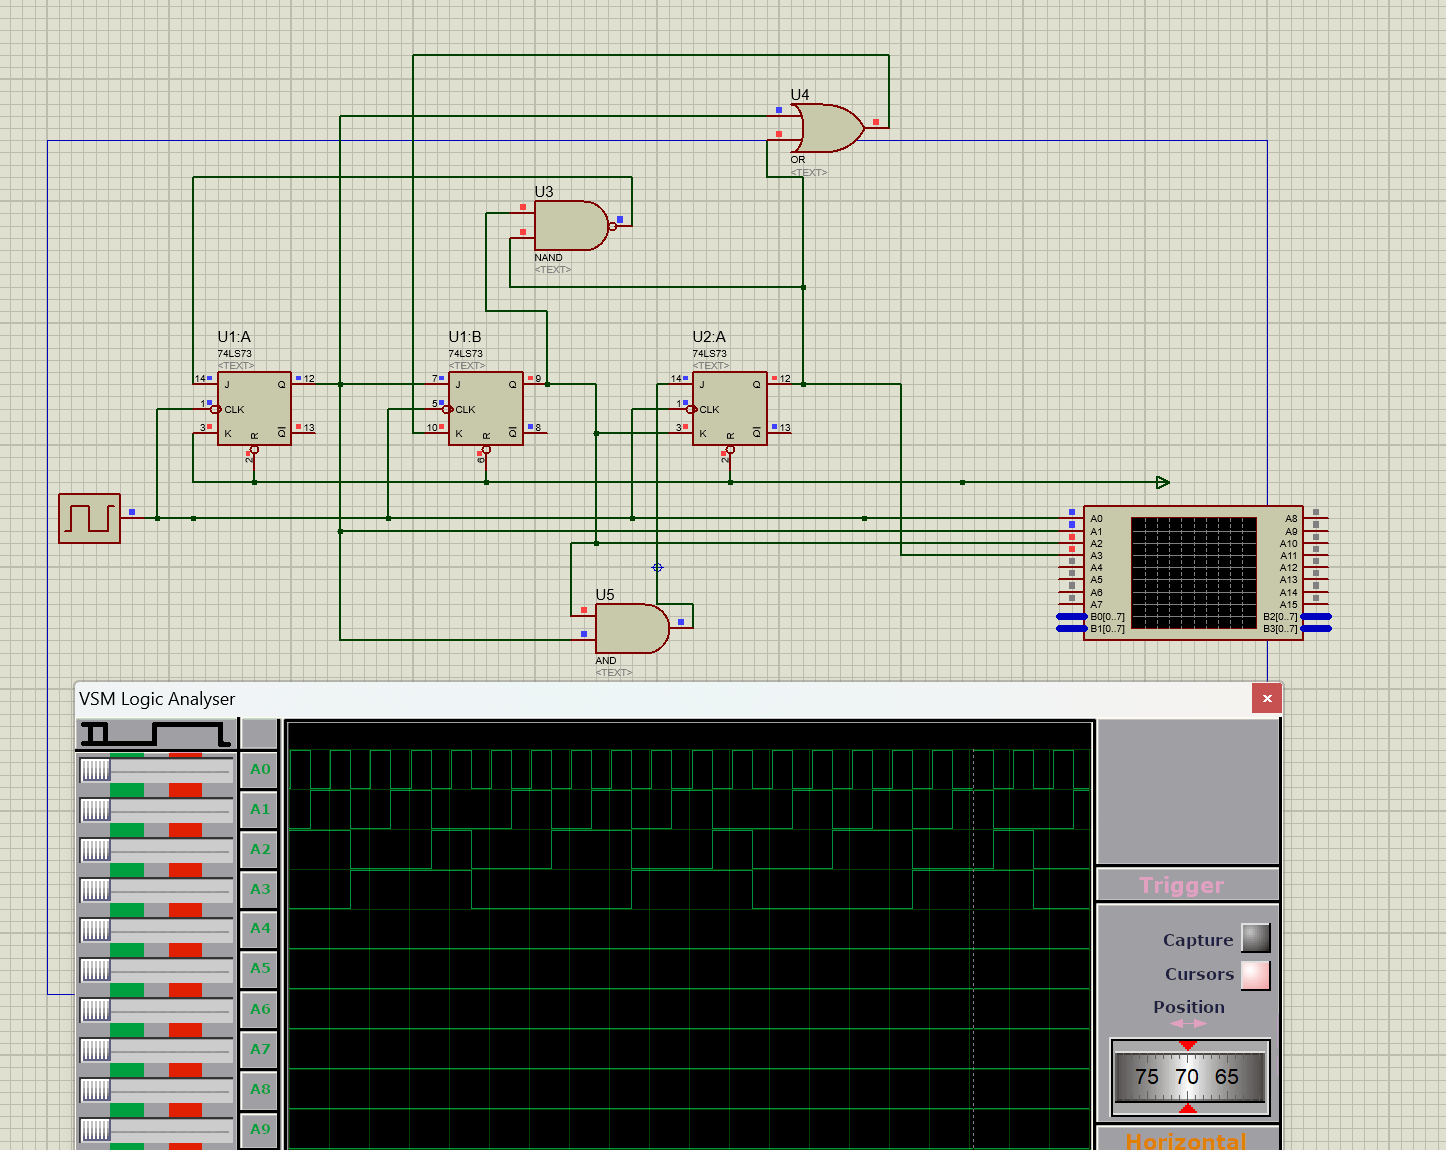 U4
OR
<TEXT>
U3
NAND
<TEXT>
U1:A
74LS73
<TEXT>
U1:B
74LS73
<TEXT>
U2:A
74LS73
<TEXT>
14 J Q 12
1 CLK
3 K Q 13
R
2
7 J Q 9
5 CLK
10 K Q 8
R
6
14 J Q 12
1 CLK
3 K Q 13
R
2
A0 A8
A1 A9
A2 A10
A3 A11
A4 A12
A5 A13
A6 A14
A7 A15
B0[0..7] B2[0..7]
B1[0..7] B3[0..7]
U5
AND
<TEXT>
VSM Logic Analyser
x
A0
A1
A2
A3
A4
A5
A6
A7
A8
A9
Trigger
Capture
Cursors
Position
75 70 65
Horizontal